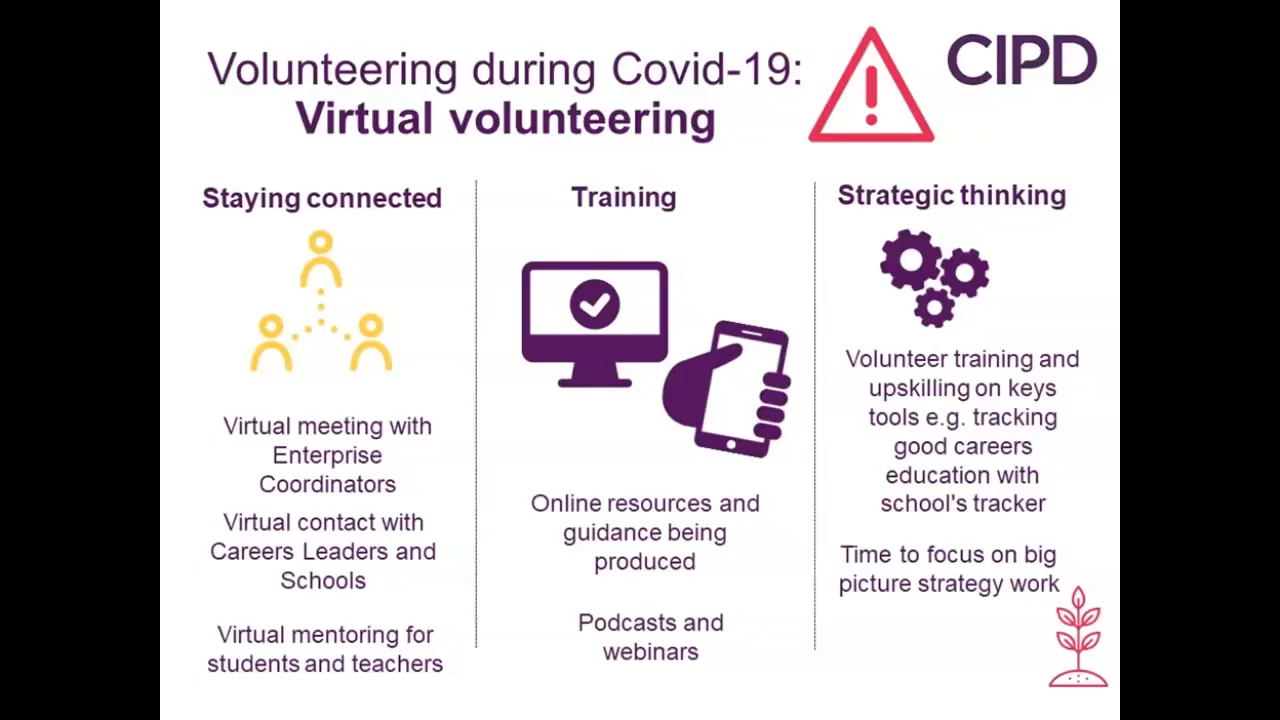 Volunteering during Covid-19:
Virtual volunteering
CIPD
Staying connected
Virtual meeting with
Enterprise
Coordinators
Virtual contact with
Careers Leaders and
Schools
Virtual mentoring for
students and teachers
Training
Online resources and
guidance being
produced
Podcasts and
webinars
Strategic thinking
Volunteer training and
upskilling on keys
tools e.g. tracking
good careers
education with
school's tracker
Time to focus on big
picture strategy work